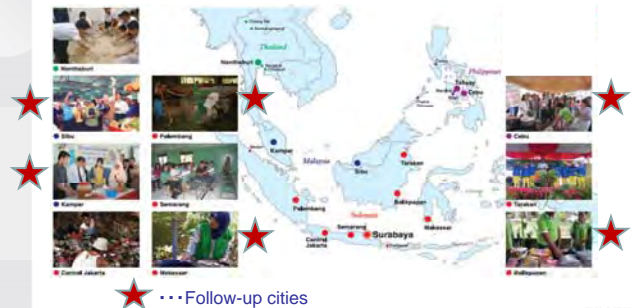 Thailand
Nonthaburi
Philippines
Talisay
Cebu
Nonthaburi
Sibu
Palembang
Cebu
Kampar
Malaysia
Sibu
Tarakan
Kampar
Semarang
Palembang
Balikpapan
Makassar
Tarakan
Indonesia
Semarang
Surabaya
Central
Jakarta
Central Jakarta
Makassar
Balikpapan
･･･Follow-up cities